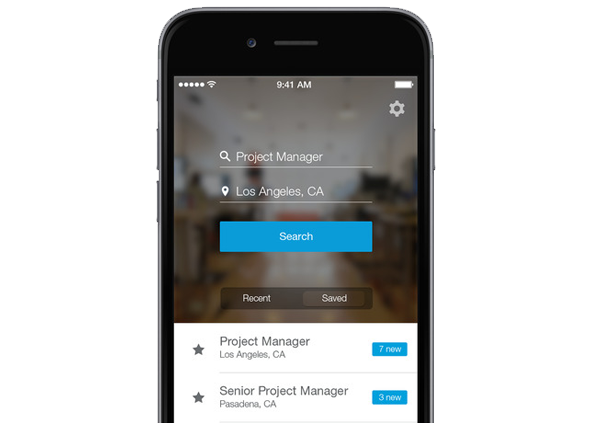 9:41 AM
Project Manager
Los Angeles, CA
Search
Recent Saved
Project Manager
7 new
Los Angeles, CA
Senior Project Manager
3 new
Pasadena, CA